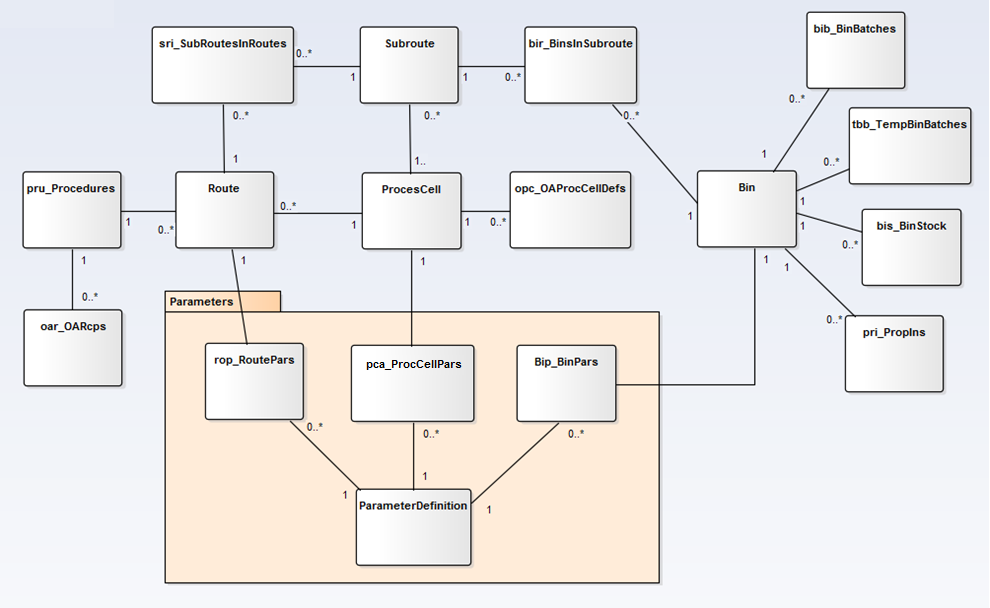 bib_BinBatches
sri_SubRoutesInRoutes
Subroute
bir_BinsInSubroute
0..*
1
1
0..*
0..*
0..*
0..*
0..*
tbb_TempBinBatches
1
0..*
1
1..
pru_Procedures
Route
ProcesCell
opc_OAProcCellDefs
Bin
1
0..*
0..*
1
1
0..*
1
1
bis_BinStock
0..*
1
1
1
1
1
0..*
oar_OARcps
Parameters
0..*
pri_PropIns
rop_RoutePars
pca_ProcCellPars
Bip_BinPars
0..*
0..*
0..*
1
1
1
ParameterDefinition